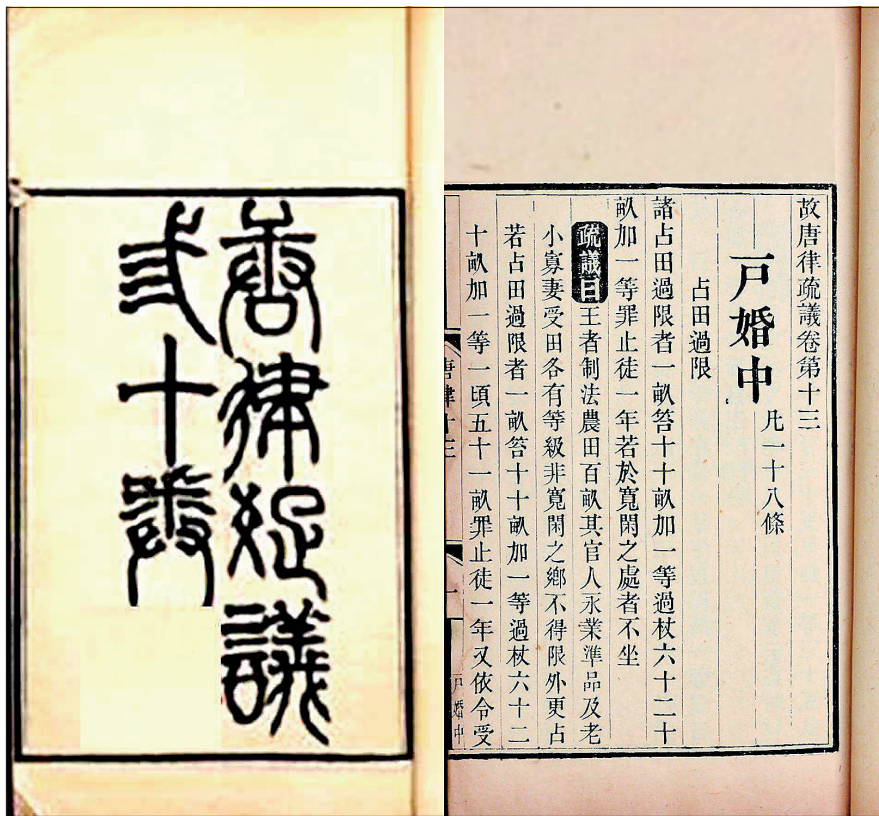 故唐律疏議卷第十三
戸婚中 凡一十八條
占田過限
諸占田過限者一畝笞十十畝加一等過杖六十二十
畝加一等罪止徒一年若於寬閑之處者不坐
疏議曰王者制法農田百畝其官人永業準品及老
小寡妻受田各有等級非寬閑之鄉不得限外更占
若占田過限者一畝笞十十畝加一等過杖六十二
十畝加一等一頃五十一畝罪止徒一年又依令受
唐律十三 一 戸婚中
唐律疏議
弎十卷